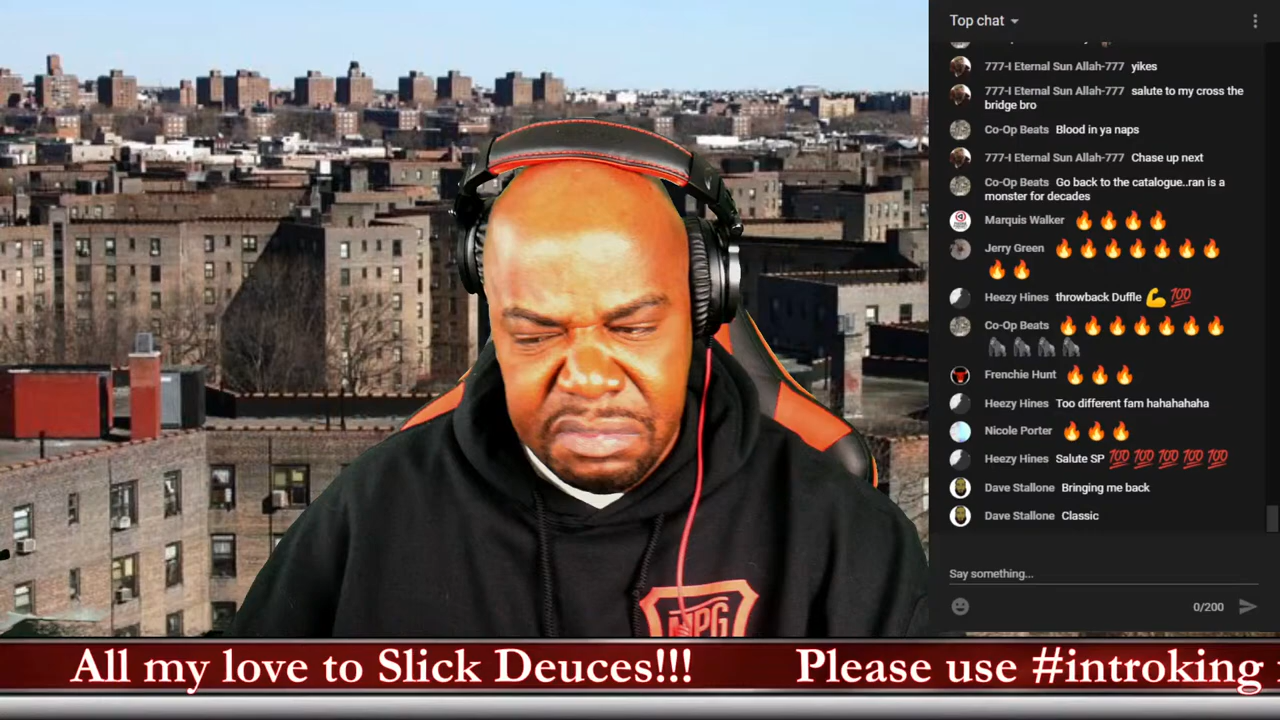 Top chat
777-I Eternal Sun Allah-777 yikes
777-I Eternal Sun Allah-777 salute to my cross the
bridge bro
Co-Op Beats Blood in ya naps
777-I Eternal Sun Allah-777 Chase up next
Co-Op Beats Go back to the catalogue..ran is a
monster for decades
Marquis Walker 🔥🔥🔥🔥
Jerry Green 🔥🔥🔥🔥🔥🔥🔥
🔥🔥
Heezy Hines throwback Duffle 💪💯
Co-Op Beats 🔥🔥🔥🔥🔥🔥🔥
🦍🦍🦍🦍
Frenchie Hunt 🔥🔥🔥
Heezy Hines Too different fam hahahahaha
Nicole Porter 🔥🔥🔥
Heezy Hines Salute SP 💯💯💯💯💯
Dave Stallone Bringing me back
Dave Stallone Classic
Say something...
0/200
MPG
All my love to Slick Deuces!!! Please use #introking